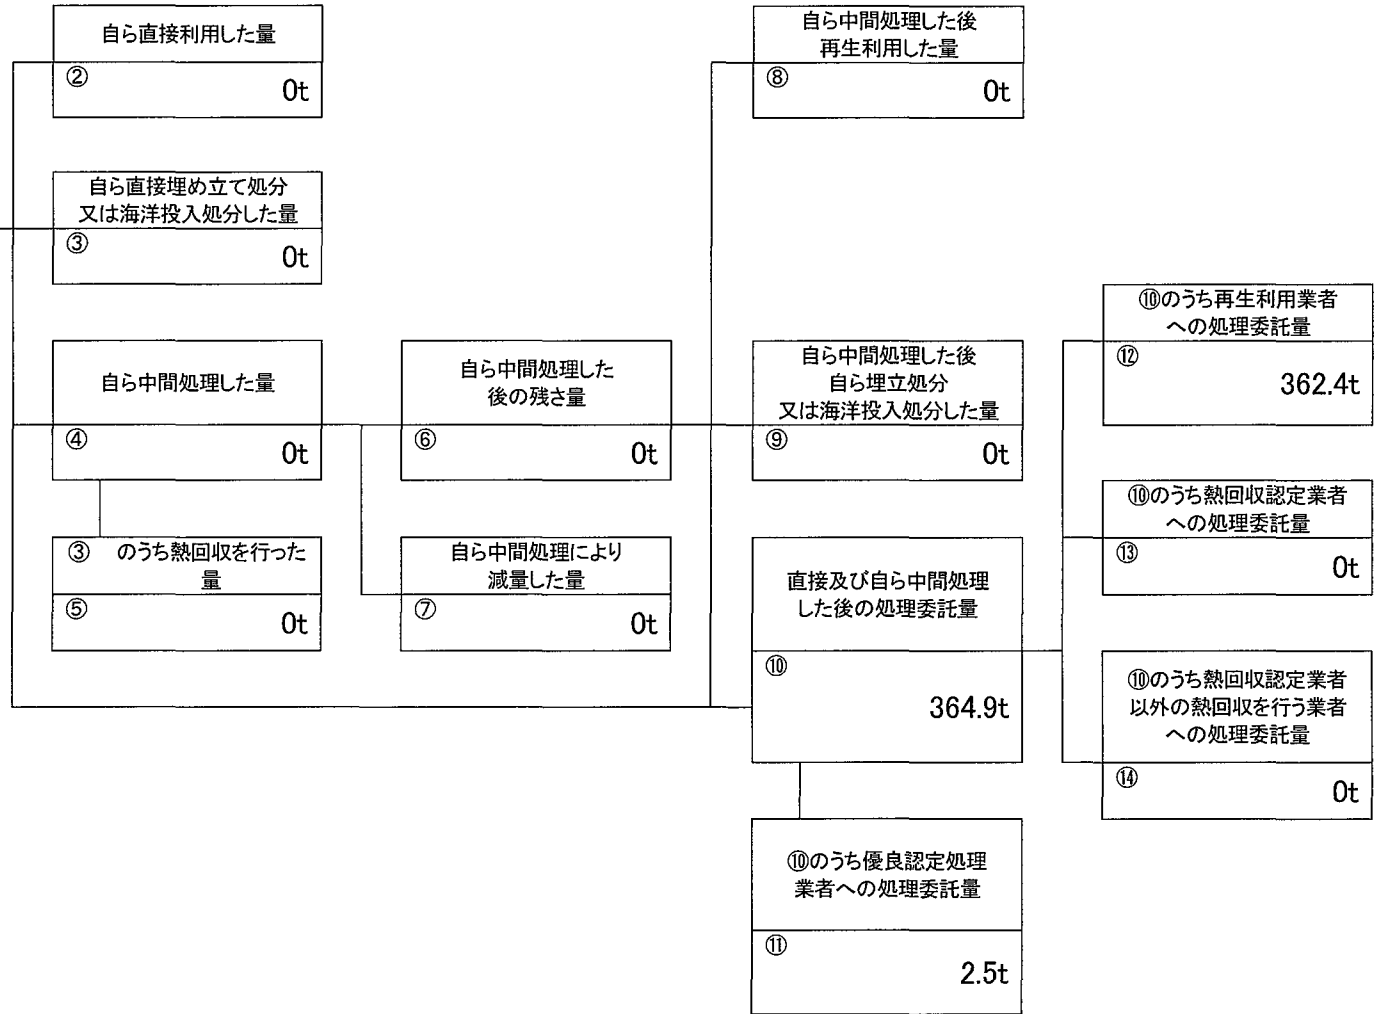 自ら直接利用した量
②
0t
自ら直接埋め立て処分
又は海洋投入処分した量
③
0t
自ら中間処理した量
④
0t
③ のうち熱回収を行った
量
⑤
0t
自ら中間処理した
後の残さ量
⑥
0t
自ら中間処理により
減量した量
⑦
0t
自ら中間処理した後
再生利用した量
⑧
0t
自ら中間処理した後
自ら埋立処分
又は海洋投入処分した量
⑨
0t
直接及び自ら中間処理
した後の処理委託量
⑩
364.9t
⑩のうち優良認定処理
業者への処理委託量
⑪
2.5t
⑩のうち再生利用業者
への処理委託量
⑫
362.4t
⑩のうち熱回収認定業者
への処理委託量
⑬
0t
⑩のうち熱回収認定業者
以外の熱回収を行う業者
への処理委託量
⑭
0t